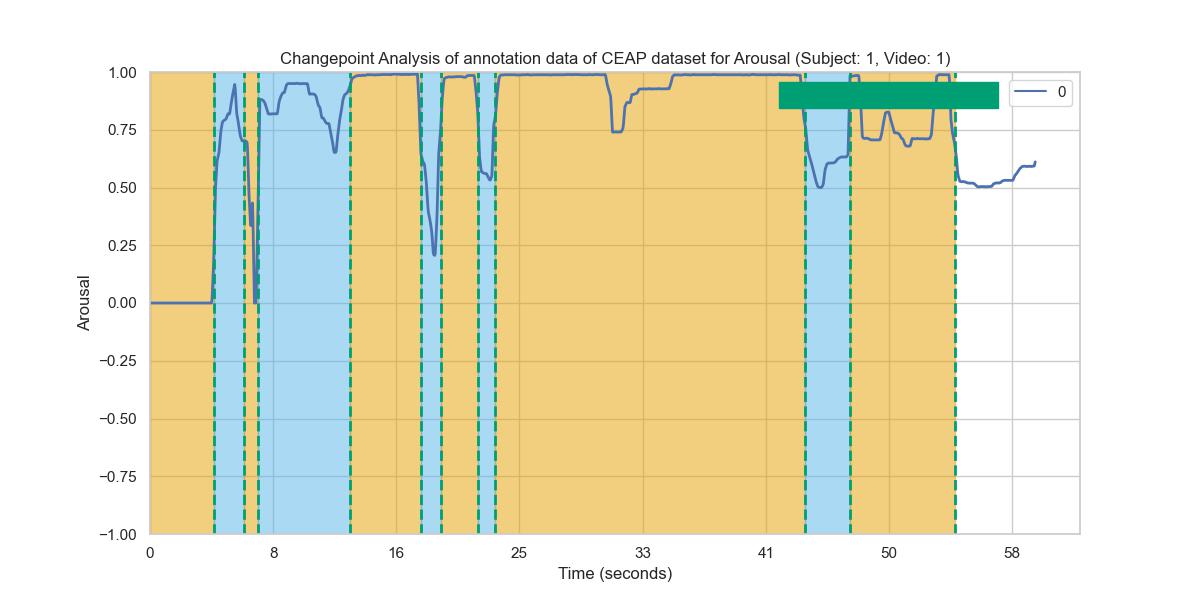 Changepoint Analysis of annotation data of CEAP dataset for Arousal (Subject: 1, Video: 1)
1.00
0.75
0.50
0.25
0.00
−0.25
−0.50
−0.75
−1.00
Arousal
0
0 8 16 25 33 41 50 58
Time (seconds)